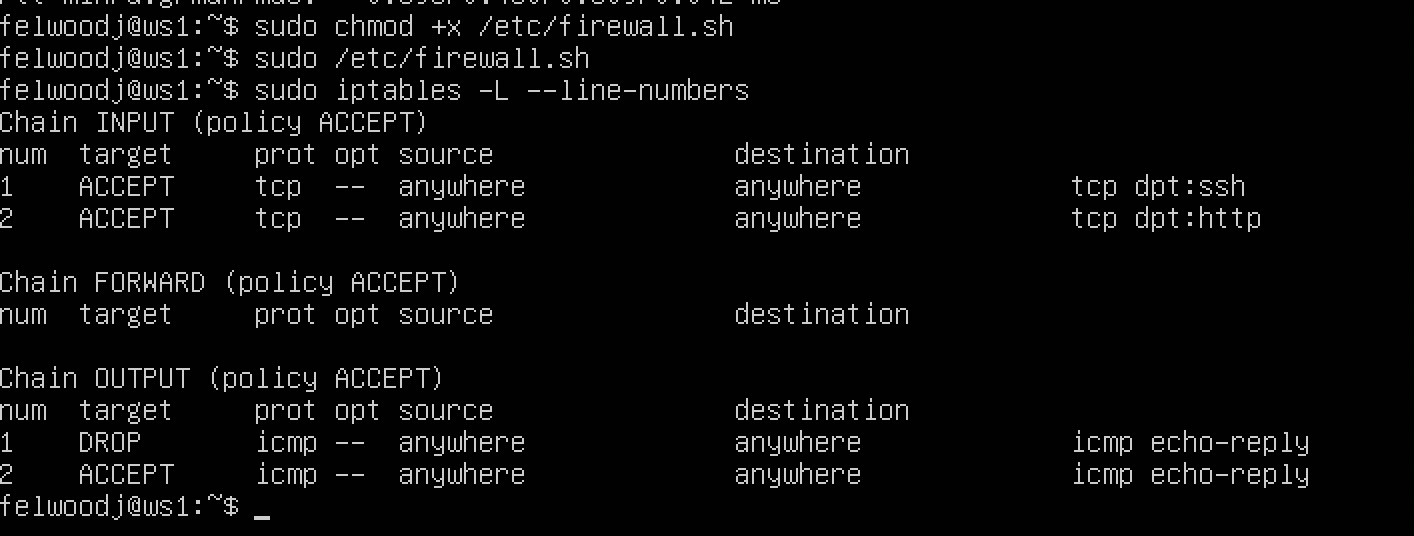 felwoodj@ws1:~$ sudo chmod +x /etc/firewall.sh
felwoodj@ws1:~$ sudo /etc/firewall.sh
felwoodj@ws1:~$ sudo iptables -L --line-numbers
Chain INPUT (policy ACCEPT)
num  target     prot opt source               destination
1    ACCEPT     tcp  --  anywhere             anywhere             tcp dpt:ssh
2    ACCEPT     tcp  --  anywhere             anywhere             tcp dpt:http
Chain FORWARD (policy ACCEPT)
num  target     prot opt source               destination
Chain OUTPUT (policy ACCEPT)
num  target     prot opt source               destination
1    DROP       icmp --  anywhere             anywhere             icmp echo-reply
2    ACCEPT     icmp --  anywhere             anywhere             icmp echo-reply
felwoodj@ws1:~$ _